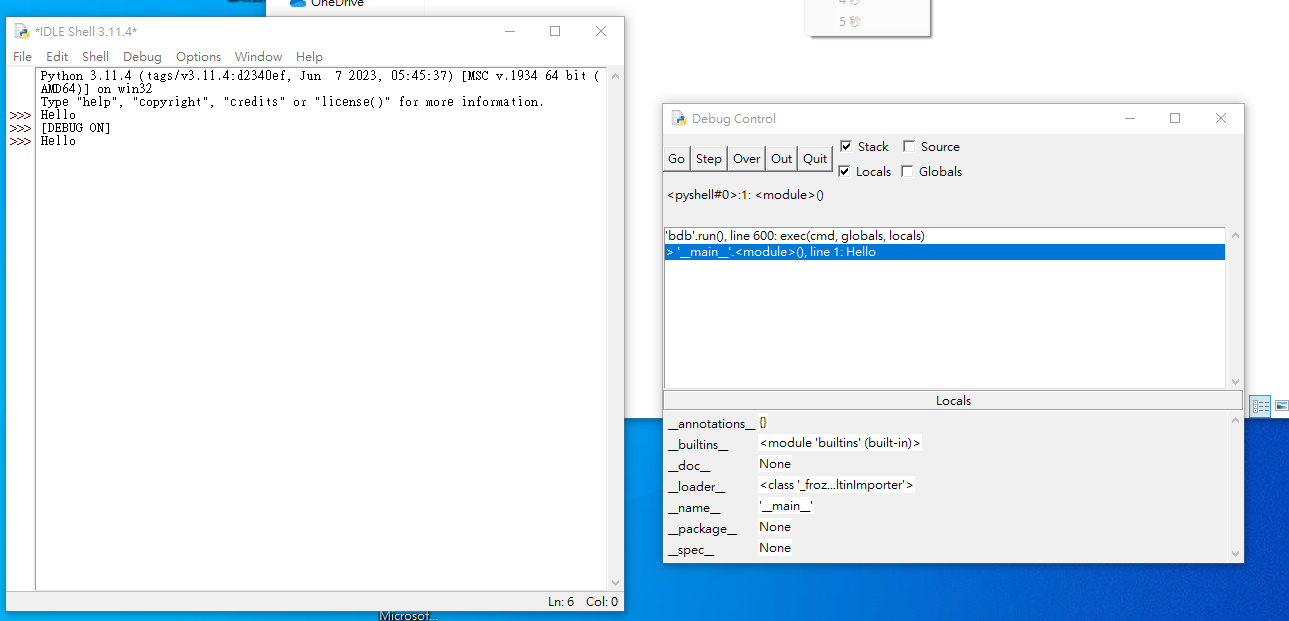 OneDrive
4 秒
5 秒
*IDLE Shell 3.11.4*
File Edit Shell Debug Options Window Help
Python 3.11.4 (tags/v3.11.4:d2340ef, Jun  7 2023, 05:45:37) [MSC v.1934 64 bit (
AMD64)] on win32
Type "help", "copyright", "credits" or "license()" for more information.
>>> Hello
>>> [DEBUG ON]
>>> Hello
Ln: 6 Col: 0
Debug Control
Go Step Over Out Quit
Stack Source
Locals Globals
<pyshell#0>:1: <module>()
'bdb'.run(), line 600: exec(cmd, globals, locals)
> '__main__'.<module>(), line 1: Hello
Locals
__annotations__ {}
__builtins__ <module 'builtins' (built-in)>
__doc__ None
__loader__ <class '_froz...ltinImporter'>
__name__ '__main__'
__package__ None
__spec__ None
Microsof...